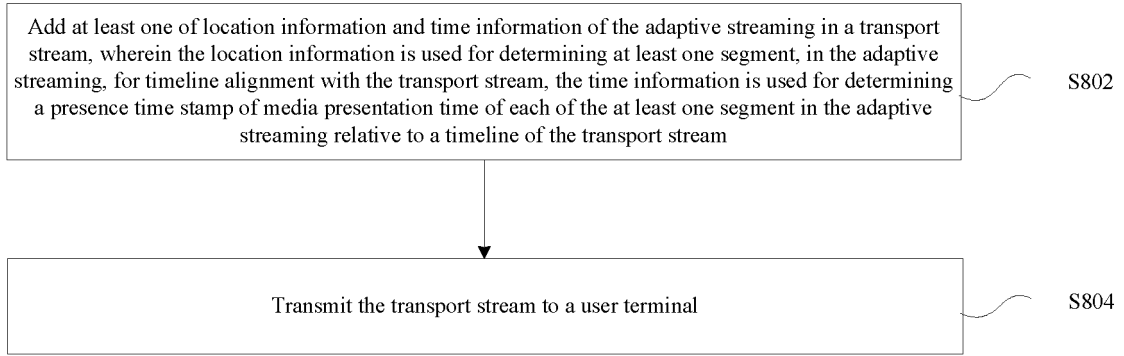 Add at least one of location information and time information of the adaptive streaming in a transport
stream, wherein the location information is used for determining at least one segment, in the adaptive
streaming, for timeline alignment with the transport stream, the time information is used for determining
a presence time stamp of media presentation time of each of the at least one segment in the adaptive
streaming relative to a timeline of the transport stream
S802
Transmit the transport stream to a user terminal
S804